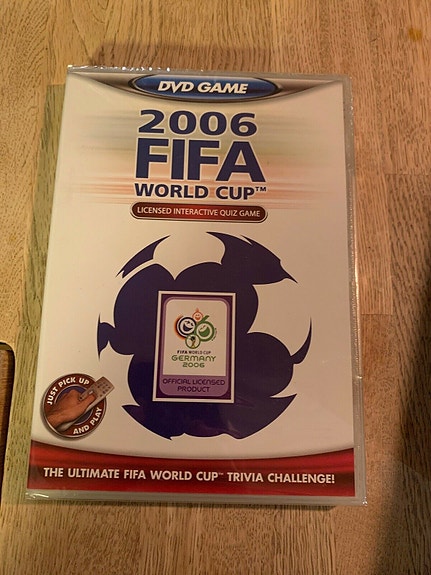 DVD GAME
2006
FIFA
WORLD CUP™
LICENSED INTERACTIVE QUIZ GAME
FIFA WORLD CUP
GERMANY
2006
OFFICIAL LICENSED
PRODUCT
JUST PICK UP
AND PLAY
THE ULTIMATE FIFA WORLD CUP™ TRIVIA CHALLENGE!